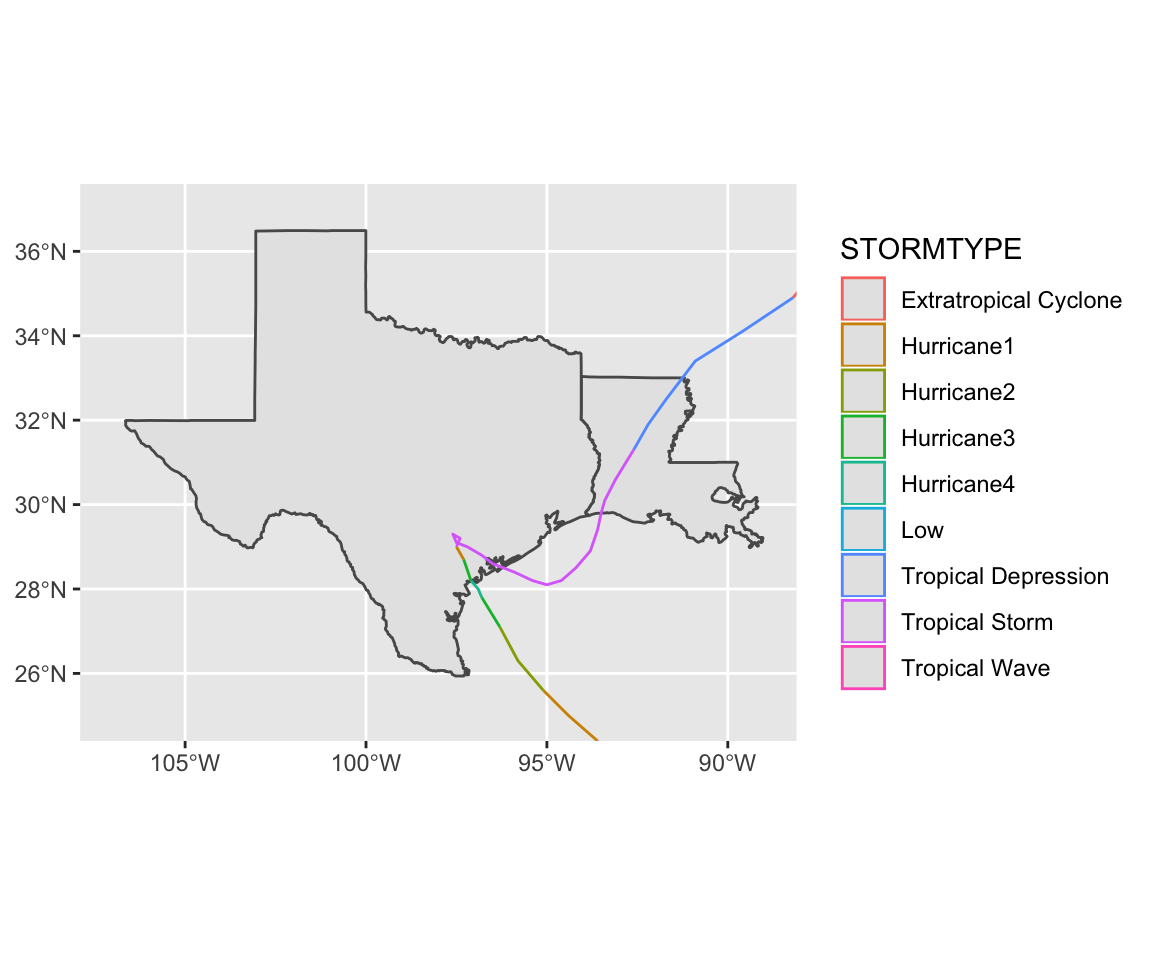 36°N
34°N
32°N
30°N
28°N
26°N
105°W
100°W
95°W
90°W
STORMTYPE
Extratropical Cyclone
Hurricane1
Hurricane2
Hurricane3
Hurricane4
Low
Tropical Depression
Tropical Storm
Tropical Wave